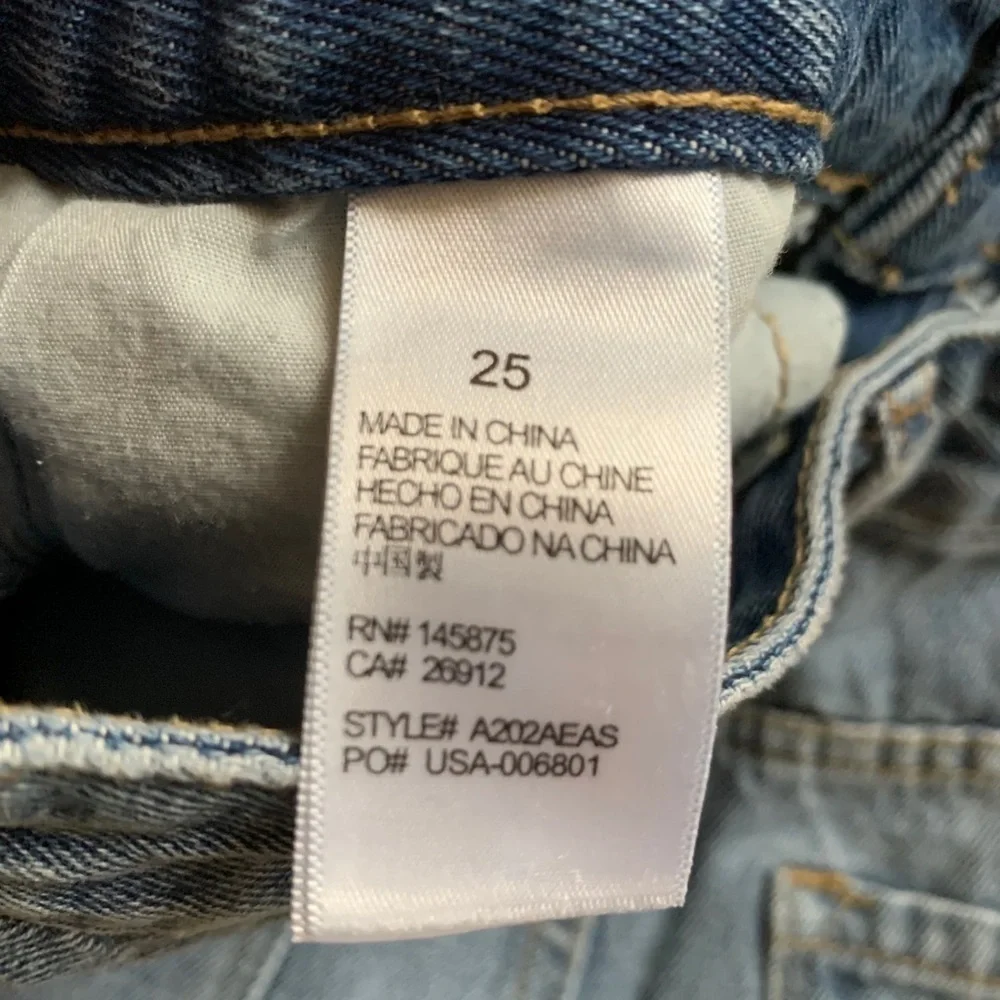 25
MADE IN CHINA
FABRIQUE AU CHINE
HECHO EN CHINA
FABRICADO NA CHINA
中国製
RN# 145875
CA# 26912
STYLE# A202AEAS
PO# USA-006801